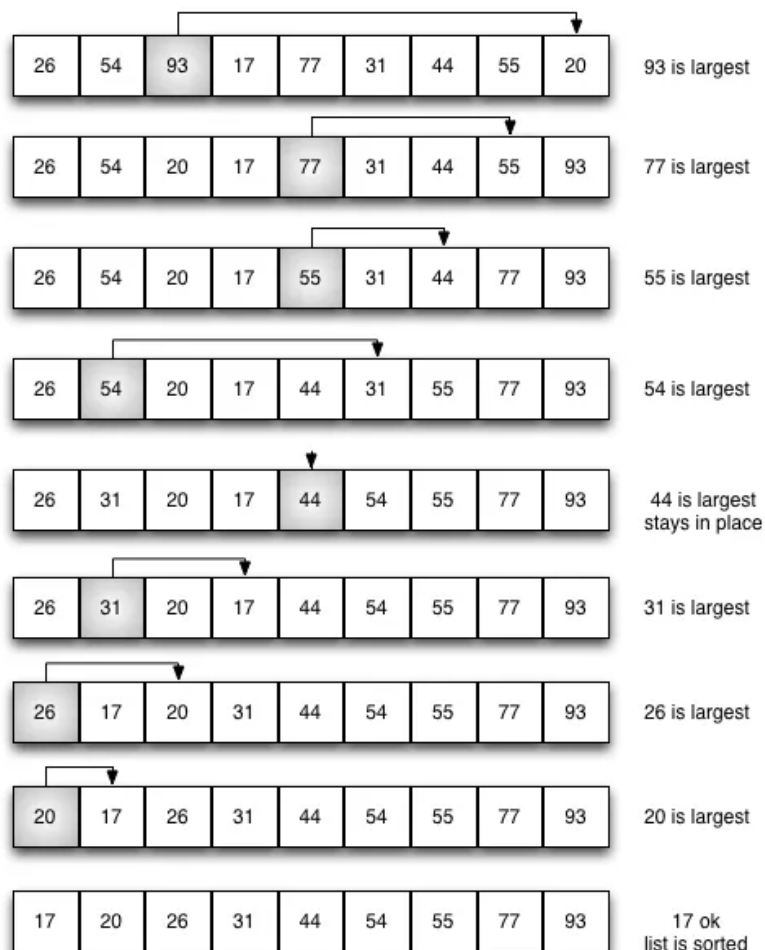 26 54 93 17 77 31 44 55 20 93 is largest
26 54 20 17 77 31 44 55 93 77 is largest
26 54 20 17 55 31 44 77 93 55 is largest
26 54 20 17 44 31 55 77 93 54 is largest
26 31 20 17 44 54 55 77 93 44 is largest
stays in place
26 31 20 17 44 54 55 77 93 31 is largest
26 17 20 31 44 54 55 77 93 26 is largest
20 17 26 31 44 54 55 77 93 20 is largest
17 20 26 31 44 54 55 77 93 17 ok
list is sorted